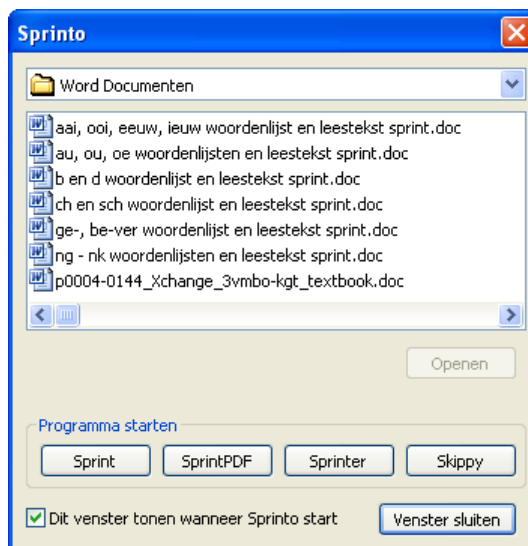 Sprinto
Word Documenten
aai, ooi, eeuw, ieuw woordenlijst en leestekst sprint.doc
au, ou, oe woordenlijsten en leestekst sprint.doc
b en d woordenlijst en leestekst sprint.doc
ch en sch woordenlijst en leestekst sprint.doc
ge-, be-ver woordenlijst en leestekst sprint.doc
ng - nk woordenlijsten en leestekst sprint.doc
p0004-0144_Xchange_3vmbo-kgt_textbook.doc
Openen
Programma starten
Sprint SprintPDF Sprinter Skippy
Dit venster tonen wanneer Sprinto start Venster sluiten